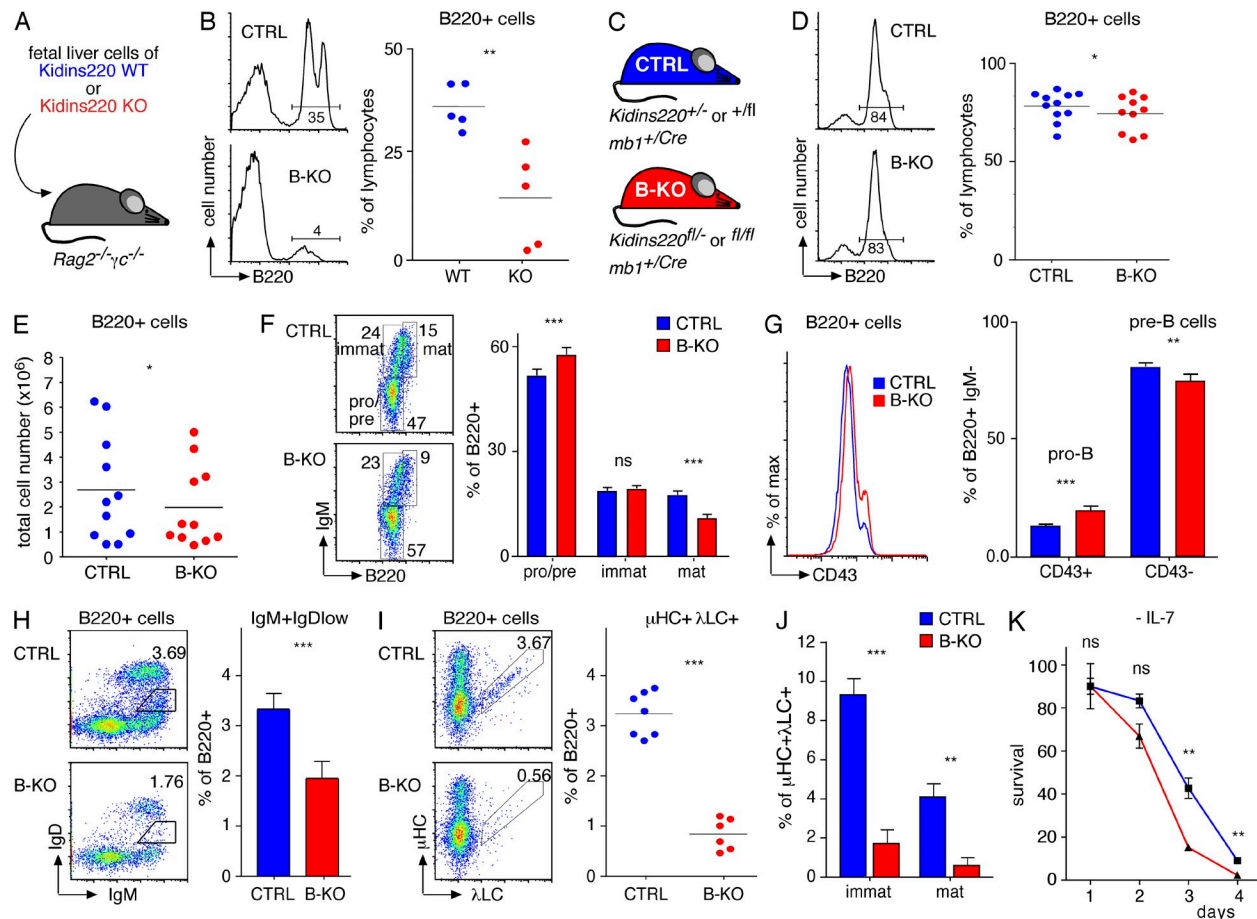 A
fetal liver cells of
Kidins220 WT
or
Kidins220 KO
Rag2-/-γc-/-
B
CTRL
35
B-KO
4
cell number
B220
B220+ cells
**
50
25
0
% of lymphocytes
WT
KO
C
CTRL
Kidins220+/- or +/fl
mb1+/Cre
B-KO
Kidins220fl/- or fl/fl
mb1+/Cre
D
CTRL
84
B-KO
83
cell number
B220
B220+ cells
*
100
50
0
% of lymphocytes
CTRL
B-KO
E
B220+ cells
*
8
7
6
5
4
3
2
1
0
total cell number (x10⁶)
CTRL
B-KO
F
CTRL
24
15
immat
mat
pro/
pre
47
B-KO
23
9
57
IgM
B220
CTRL
B-KO
***
ns
***
60
30
0
% of B220+
pro/pre
immat
mat
G
B220+ cells
CTRL
B-KO
% of max
CD43
100
50
0.0
% of B220+ IgM-
pre-B cells
**
pro-B
***
CD43+
CD43-
H
B220+ cells
CTRL
3.69
B-KO
1.76
IgD
IgM
IgM+IgDlow
***
4
3
2
1
0
% of B220+
CTRL
B-KO
I
B220+ cells
CTRL
3.67
B-KO
0.56
μHC
λLC
μHC+ λLC+
***
4
3
2
1
0
% of B220+
CTRL
B-KO
J
CTRL
B-KO
***
**
12
10
8
6
4
2
0
% of μHC+λLC+
immat
mat
K
- IL-7
ns
ns
**
**
100
80
60
40
20
0
survival
1
2
3
4
days